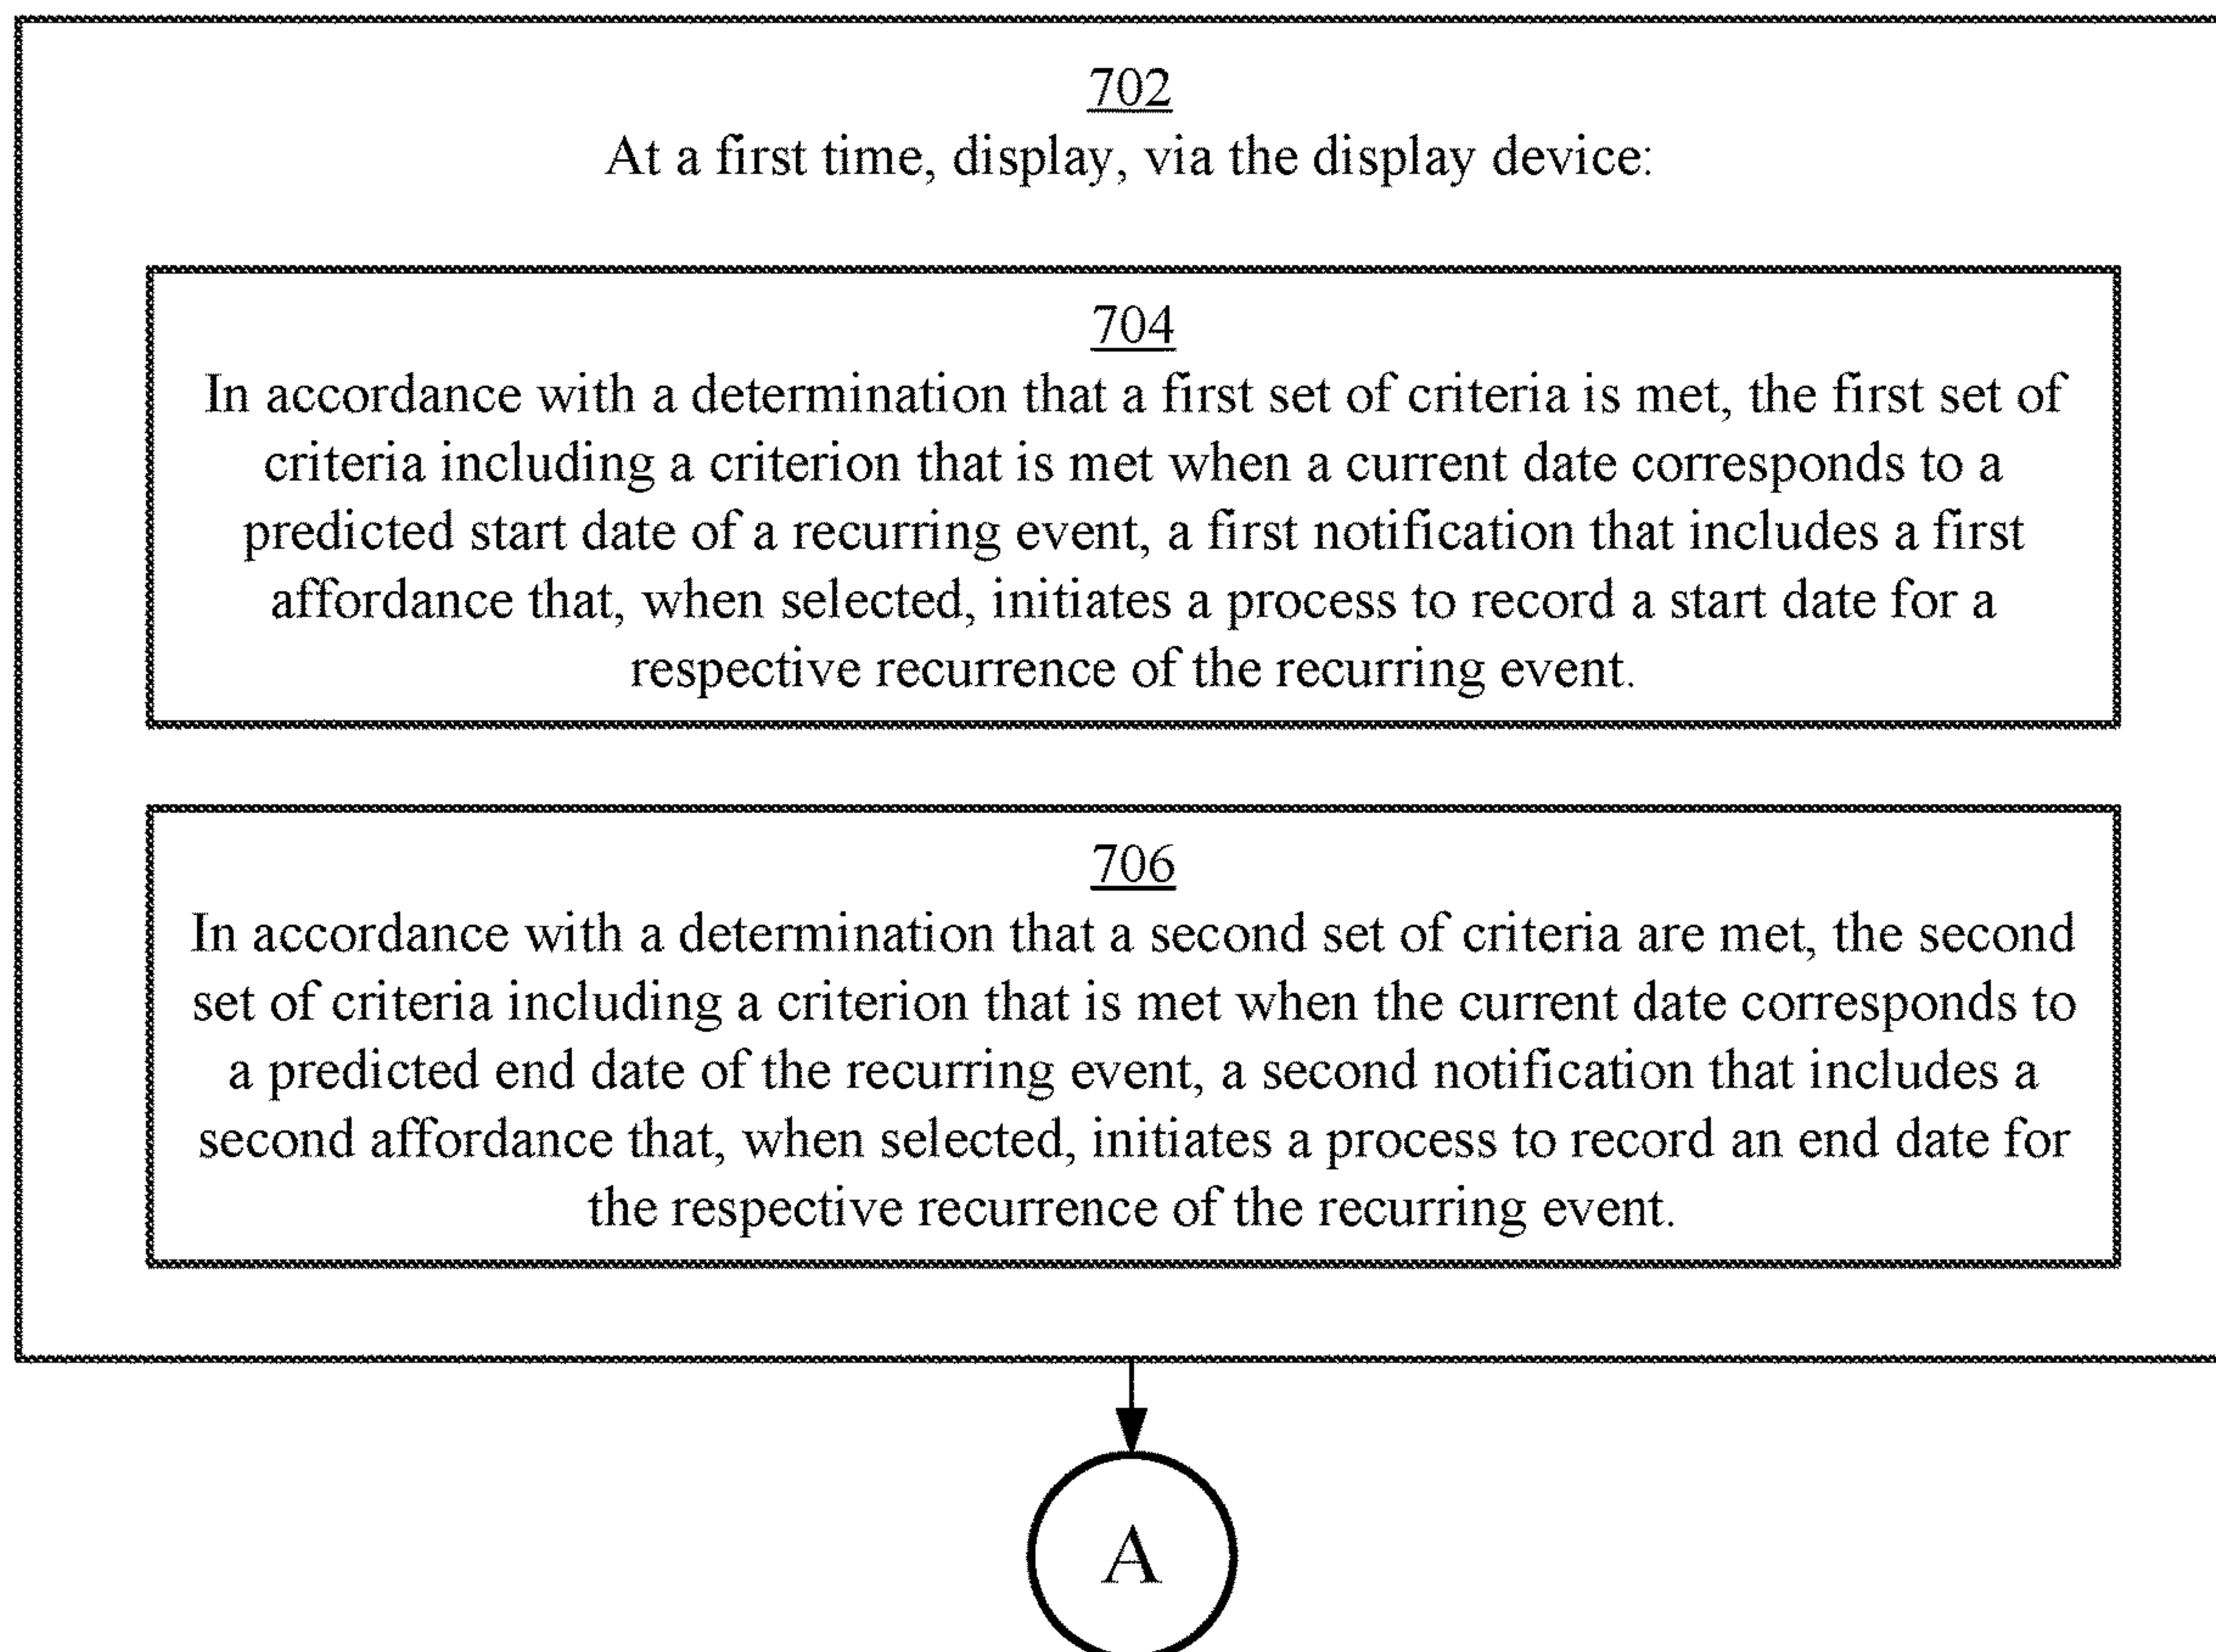 702
At a first time, display, via the display device:
704
In accordance with a determination that a first set of criteria is met, the first set of
criteria including a criterion that is met when a current date corresponds to a
predicted start date of a recurring event, a first notification that includes a first
affordance that, when selected, initiates a process to record a start date for a
respective recurrence of the recurring event.
706
In accordance with a determination that a second set of criteria are met, the second
set of criteria including a criterion that is met when the current date corresponds to
a predicted end date of the recurring event, a second notification that includes a
second affordance that, when selected, initiates a process to record an end date for
the respective recurrence of the recurring event.
A